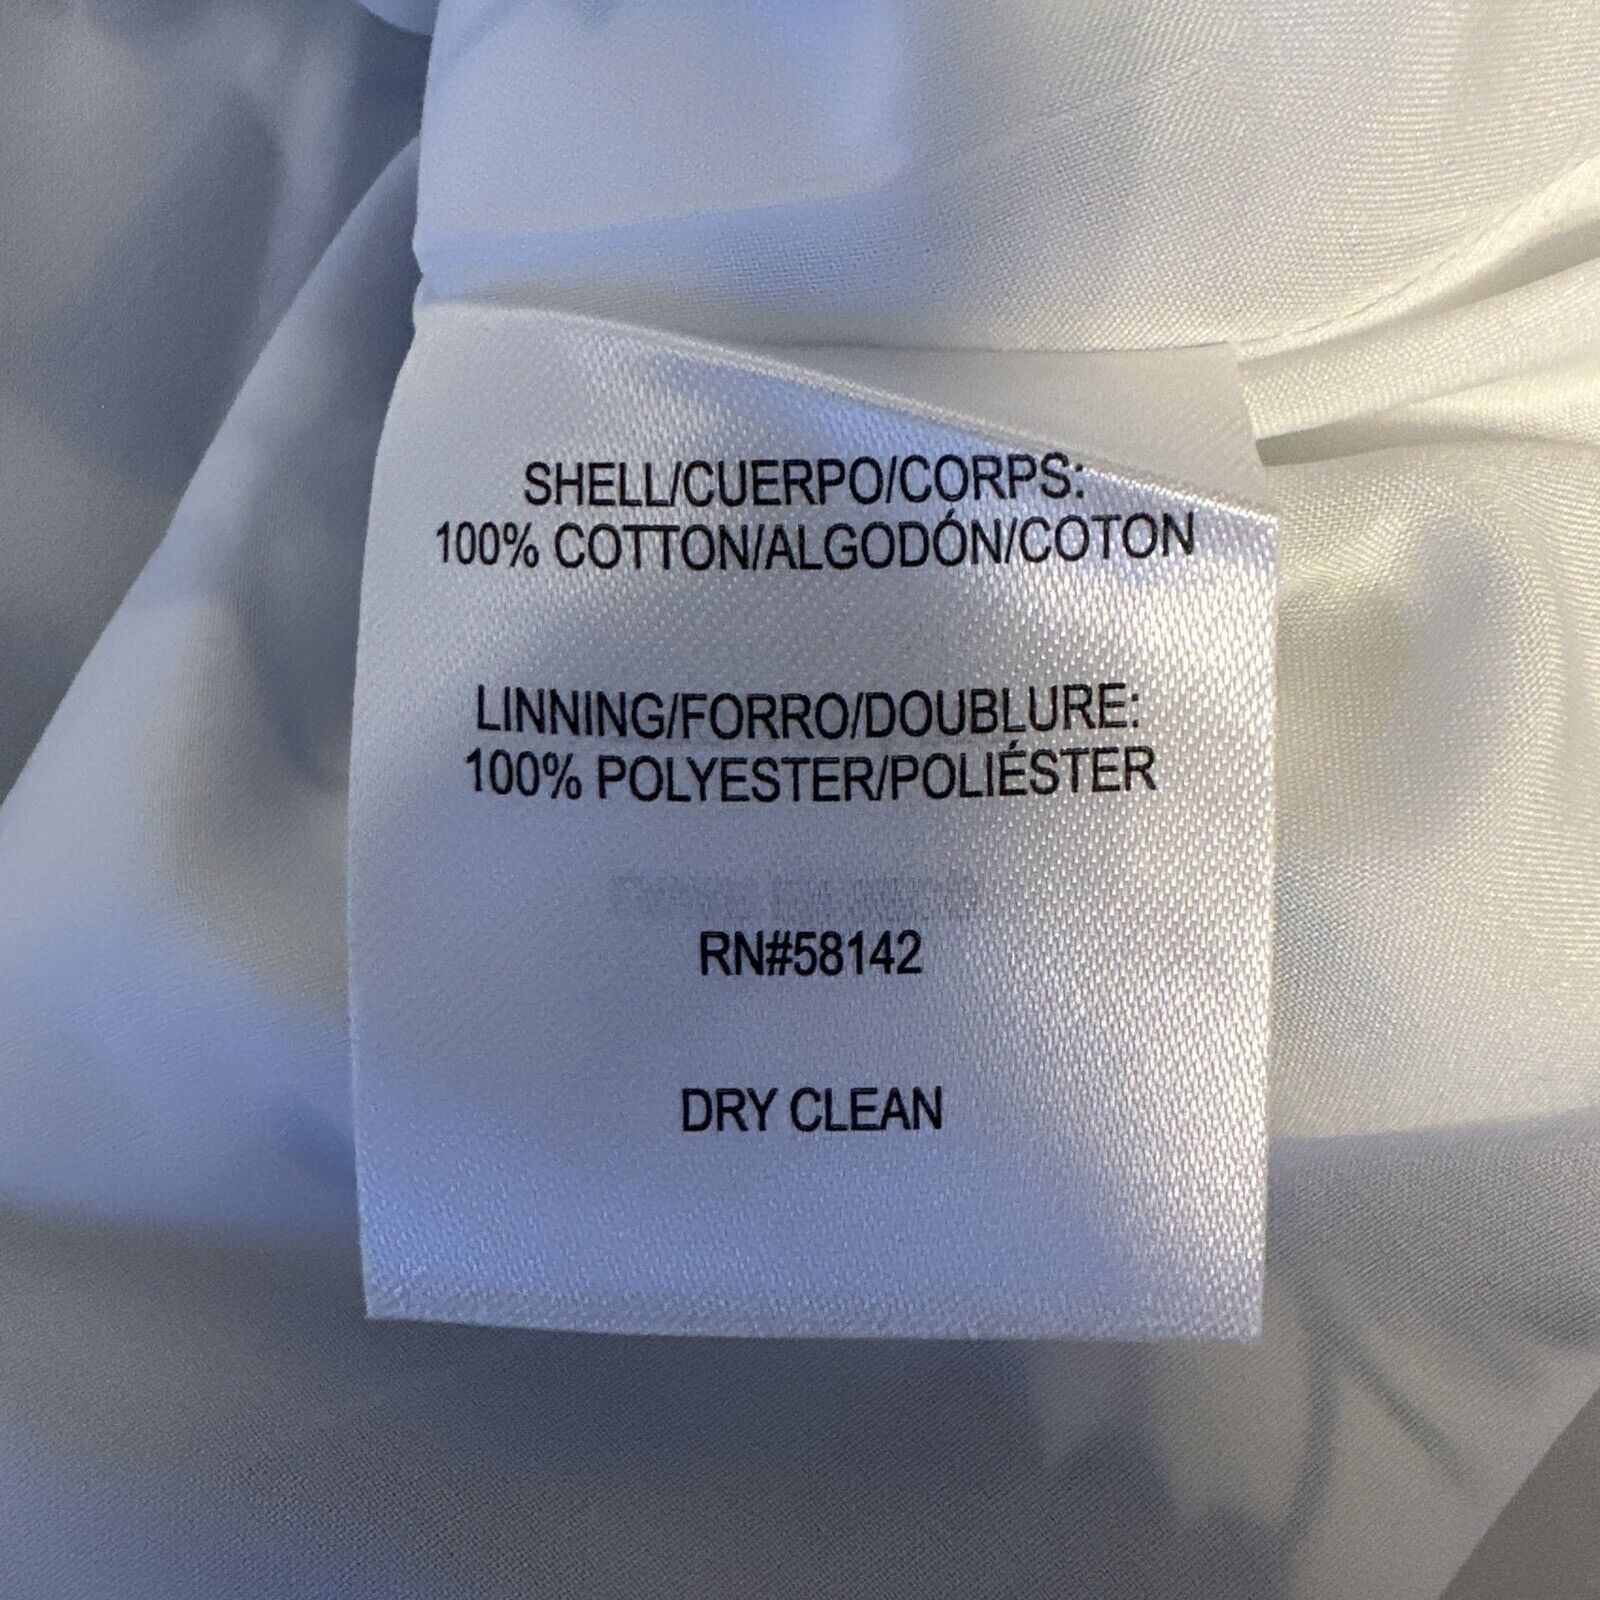 SHELL/CUERPO/CORPS:
100% COTTON/ALGODÓN/COTON
LINNING/FORRO/DOUBLURE:
100% POLYESTER/POLIÉSTER
RN#58142
DRY CLEAN